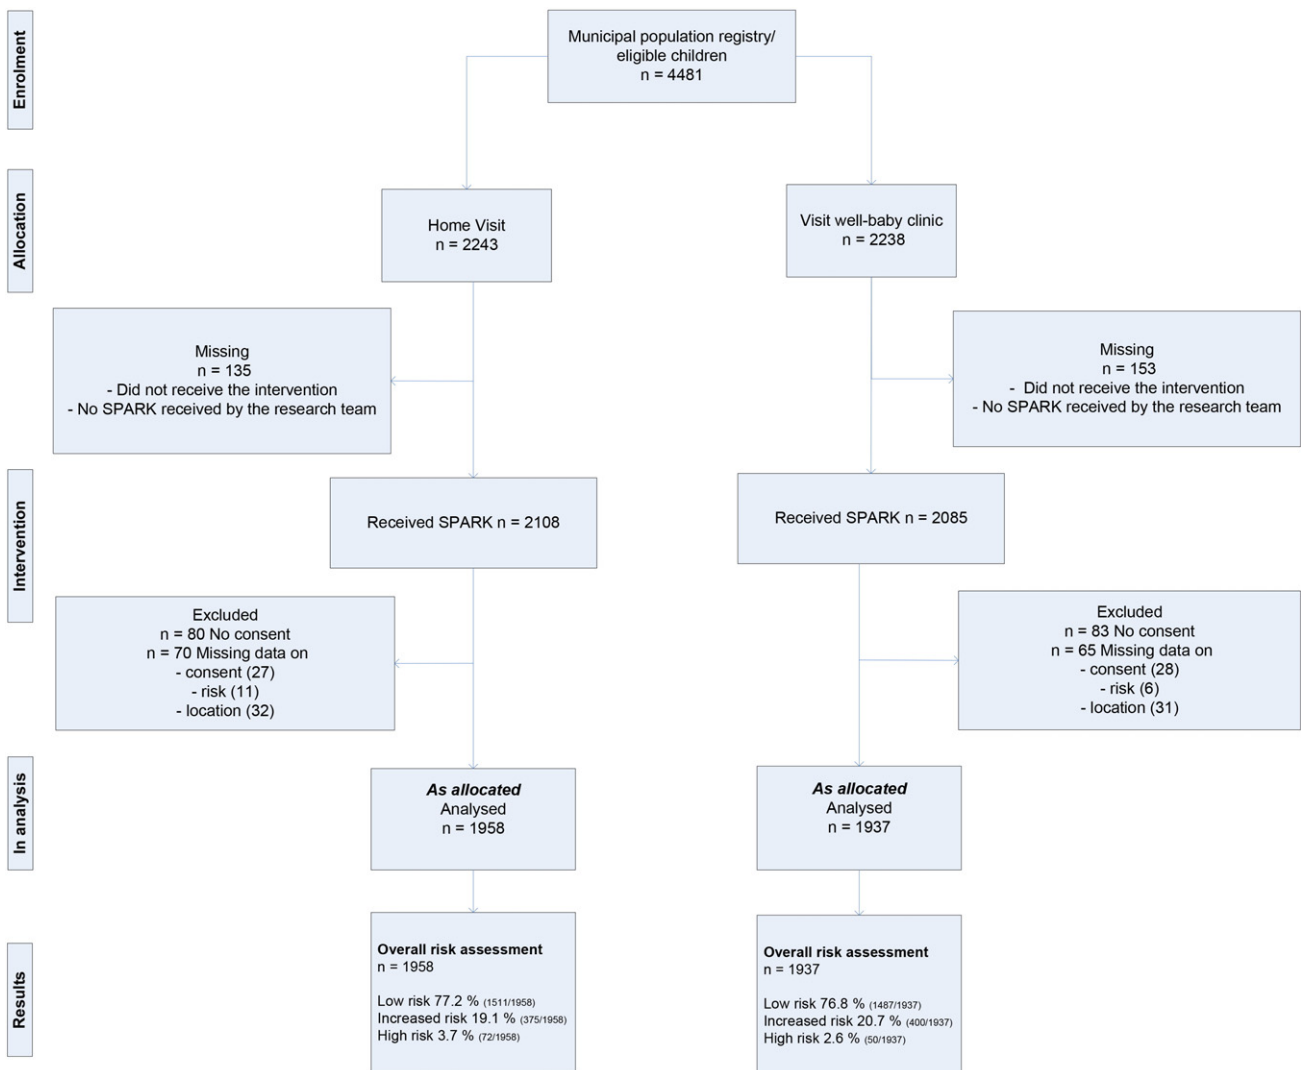 Enrolment
Municipal population registry/
eligible children
n = 4481
Allocation
Home Visit
n = 2243
Visit well-baby clinic
n = 2238
Missing
n = 135
- Did not receive the intervention
- No SPARK received by the research team
Missing
n = 153
- Did not receive the intervention
- No SPARK received by the research team
Intervention
Received SPARK n = 2108
Received SPARK n = 2085
Excluded
n = 80 No consent
n = 70 Missing data on
- consent (27)
- risk (11)
- location (32)
Excluded
n = 83 No consent
n = 65 Missing data on
- consent (28)
- risk (6)
- location (31)
In analysis
As allocated
Analysed
n = 1958
As allocated
Analysed
n = 1937
Results
Overall risk assessment
n = 1958
Low risk 77.2 % (1511/1958)
Increased risk 19.1 % (375/1958)
High risk 3.7 % (72/1958)
Overall risk assessment
n = 1937
Low risk 76.8 % (1487/1937)
Increased risk 20.7 % (400/1937)
High risk 2.6 % (50/1937)